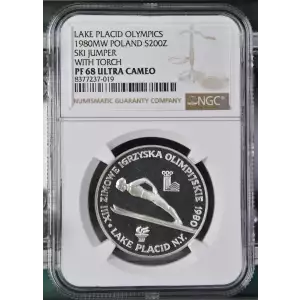 LAKE PLACID OLYMPICS
1980MW POLAND S200Z
SKI JUMPER
WITH TORCH
PF 68 ULTRA CAMEO
8377237-019
NUMISMATIC GUARANTY COMPANY
NGC
XIII ZIMOWE IGRZYSKA OLIMPIJSKIE 1980
LAKE PLACID N.Y.